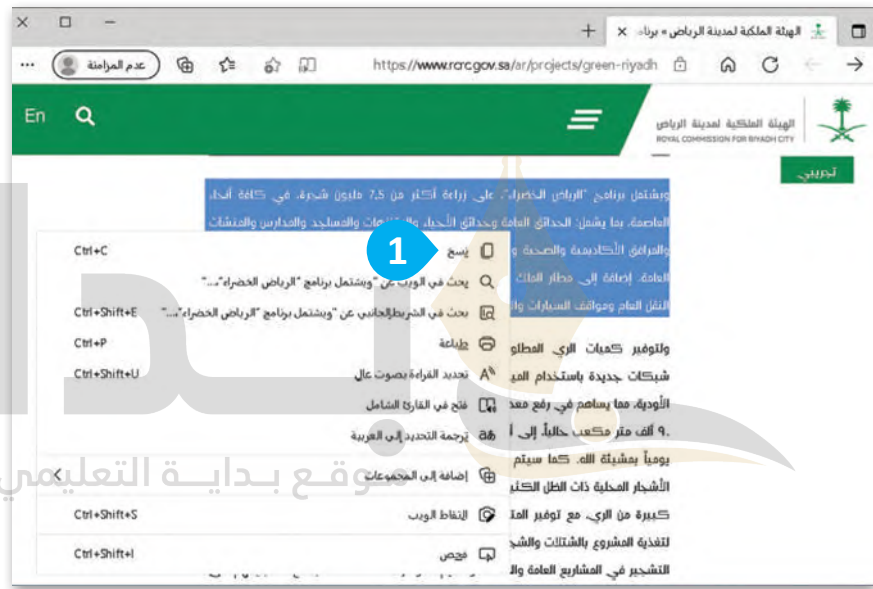 الهيئة الملكية لمدينة الرياض » برنام
عدم المزامنة
https://www.rcrc.gov.sa/ar/projects/green-riyadh
En
الهيئة الملكية لمدينة الرياض
ROYAL COMMISSION FOR RIYADH CITY
تجريبي
ويشتمل برنامج "الرياض الخضراء"، على زراعة أكثر من 7,5 مليون شجرة، في كافة أنحاء
العاصمة، بما يشمل: الحدائق العامة وحدائق الأحياء والمتنزهات والمساجد والمدارس والمنشآت
والمرافق الأكاديمية والصحية و
العامة، إضافة إلى مطار الملك
النقل العام ومواقف السيارات وال
1
نسخ Ctrl+C
بحث في الويب عن "ويشتمل برنامج "الرياض الخضراء"،..."
بحث في الشريط الجانبي عن "ويشتمل برنامج "الرياض الخضراء"،..." Ctrl+Shift+E
طباعة Ctrl+P
تحديد القراءة بصوت عالٍ Ctrl+Shift+U
فتح في القارئ الشامل
ترجمة التحديد إلى العربية
إضافة إلى المجموعات
التقاط الويب Ctrl+Shift+S
فحص Ctrl+Shift+I
ولتوفير كميات الري المطلو
شبكات جديدة باستخدام المي
الأودية، مما يساهم في رفع معد
٩٠ ألف متر مكعب حالياً، إلى أ
يومياً بمشيئة الله. كما سيتم
الأشجار المحلية ذات الظل الكثي
كبيرة من الري، مع توفير المت
لتغذية المشروع بالشتلات والشج
التشجير في المشاريع العامة وال
بداية
موقع بداية التعليمي